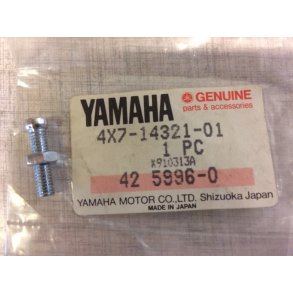 YAMAHA
GENUINE
parts & accessories
4X7-14321-01
1 PC
X910313A
42 5996-0
YAMAHA MOTOR CO.,LTD. Shizuoka Japan
MADE IN JAPAN